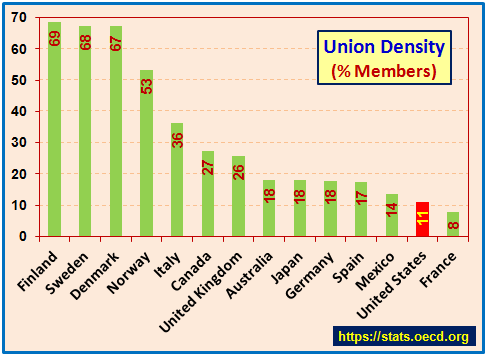 Union Density
(% Members)
70
60
50
40
30
20
10
0
69
68
67
53
36
27
26
18
18
18
17
14
11
8
Finland
Sweden
Denmark
Norway
Italy
Canada
United Kingdom
Australia
Japan
Germany
Spain
Mexico
United States
France
https://stats.oecd.org